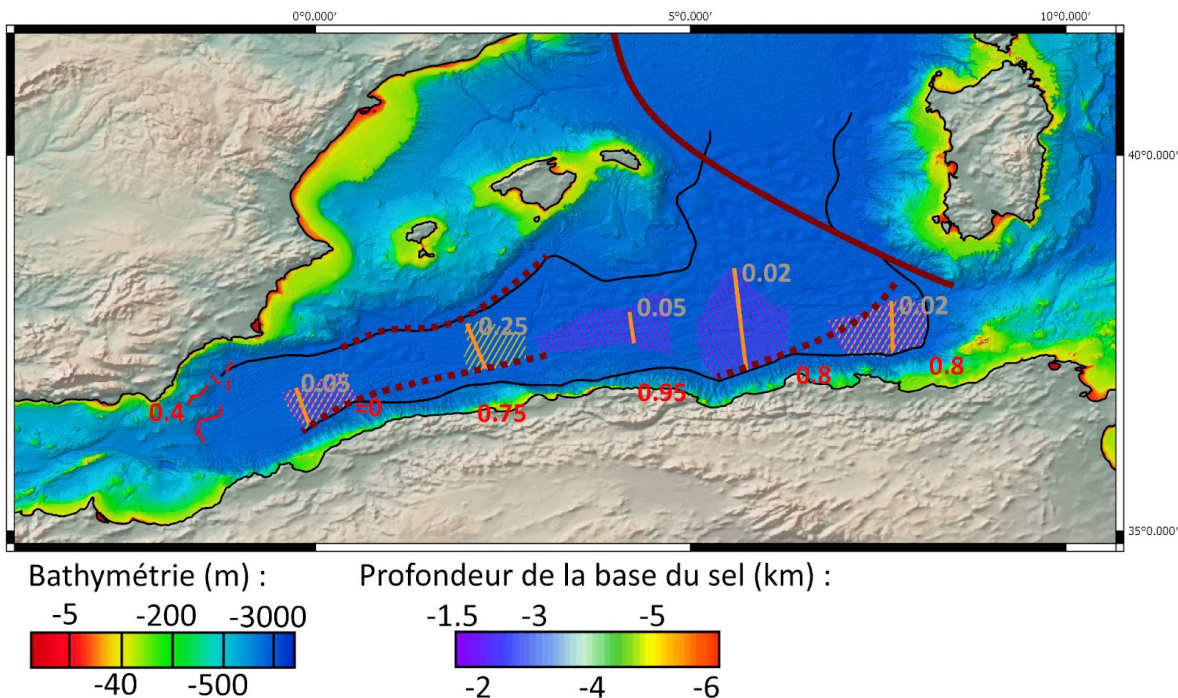 0°0.000′ 5°0.000′ 10°0.000′
40°0.000′
0.02
0.05 0.02
0.25
0.05 0.8
0.4 ≈0 0.75 0.95 0.8
35°0.000′
Bathymétrie (m) : Profondeur de la base du sel (km) :
-5 -200 -3000 -1.5 -3 -5
-40 -500 -2 -4 -6